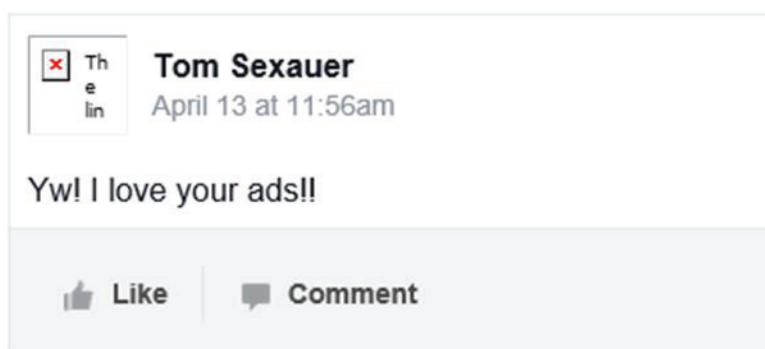 Th
e
lin
Tom Sexauer
April 13 at 11:56am
Yw! I love your ads!!
Like
Comment